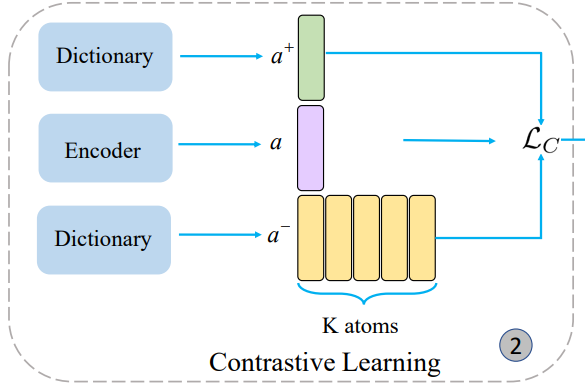 Dictionary a⁺
Encoder a ℒ_C
Dictionary a⁻
K atoms
2
Contrastive Learning